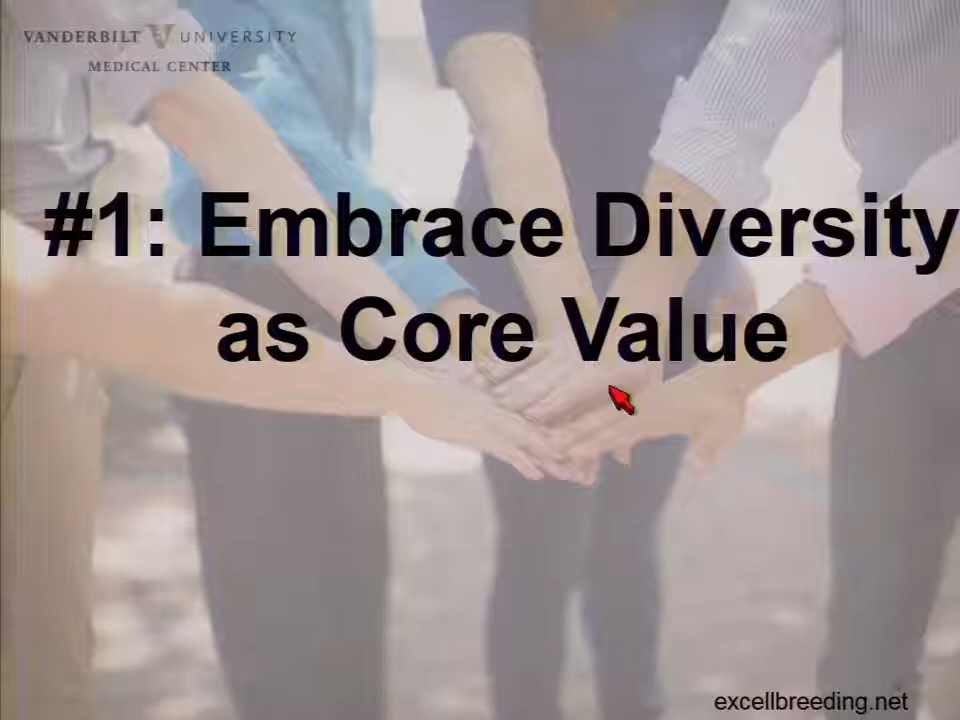 VANDERBILT V UNIVERSITY
MEDICAL CENTER
#1: Embrace Diversity
as Core Value
excellbreeding.net